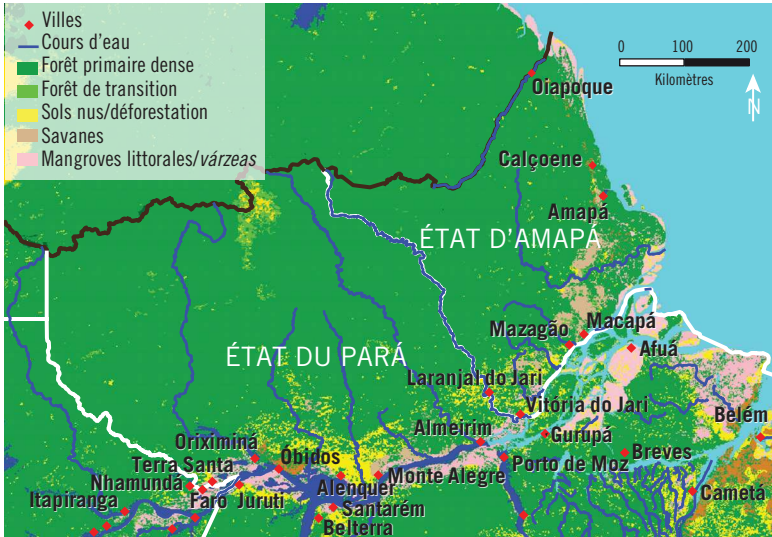 Villes
Cours d'eau
Forêt primaire dense
Forêt de transition
Sols nus/déforestation
Savanes
Mangroves littorales/várzeas
0 100 200
Kilomètres
N
Oiapoque
Calçoene
Amapá
ÉTAT D'AMAPÁ
Mazagão
Macapá
Afuá
ÉTAT DU PARÁ
Laranjal do Jari
Vitória do Jari
Belém
Almeirim
Gurupá
Oriximiná
Óbidos
Breves
Terra Santa
Monte Alegre
Porto de Moz
Nhamundá
Alenquer
Cametá
Itapiranga
Faro
Juruti
Santarém
Belterra